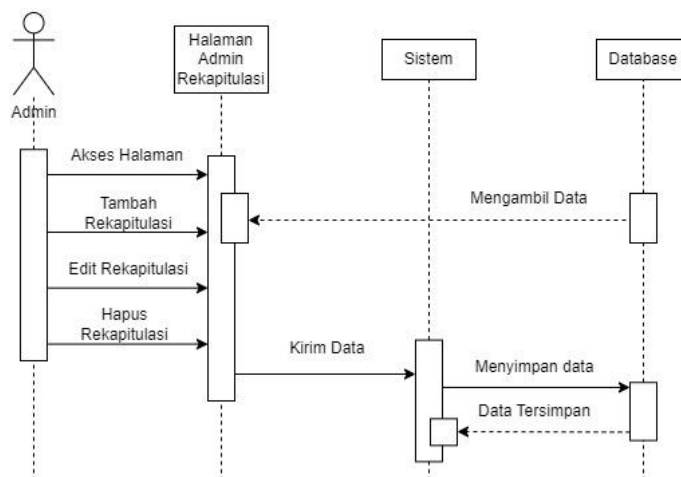 Halaman
Admin
Rekapitulasi
Sistem
Database
Admin
Akses Halaman
Mengambil Data
Tambah
Rekapitulasi
Edit Rekapitulasi
Hapus
Rekapitulasi
Kirim Data
Menyimpan data
Data Tersimpan